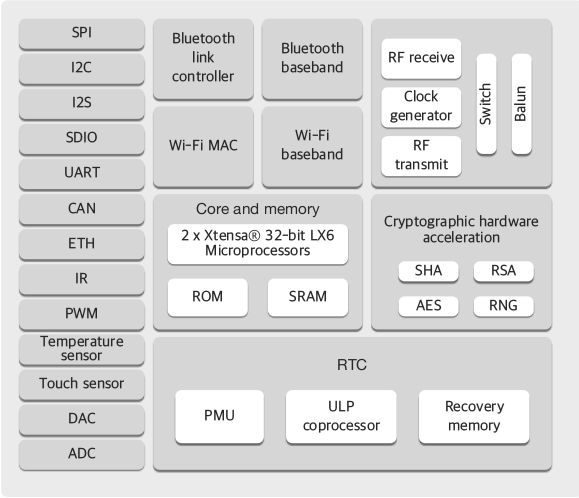 SPI
I2C
I2S
SDIO
UART
CAN
ETH
IR
PWM
Temperature
sensor
Touch sensor
DAC
ADC
Bluetooth
link
controller
Bluetooth
baseband
Wi-Fi MAC
Wi-Fi
baseband
RF receive
Clock
generator
RF
transmit
Switch
Balun
Core and memory
2 x Xtensa® 32-bit LX6
Microprocessors
ROM
SRAM
Cryptographic hardware
acceleration
SHA
RSA
AES
RNG
RTC
PMU
ULP
coprocessor
Recovery
memory